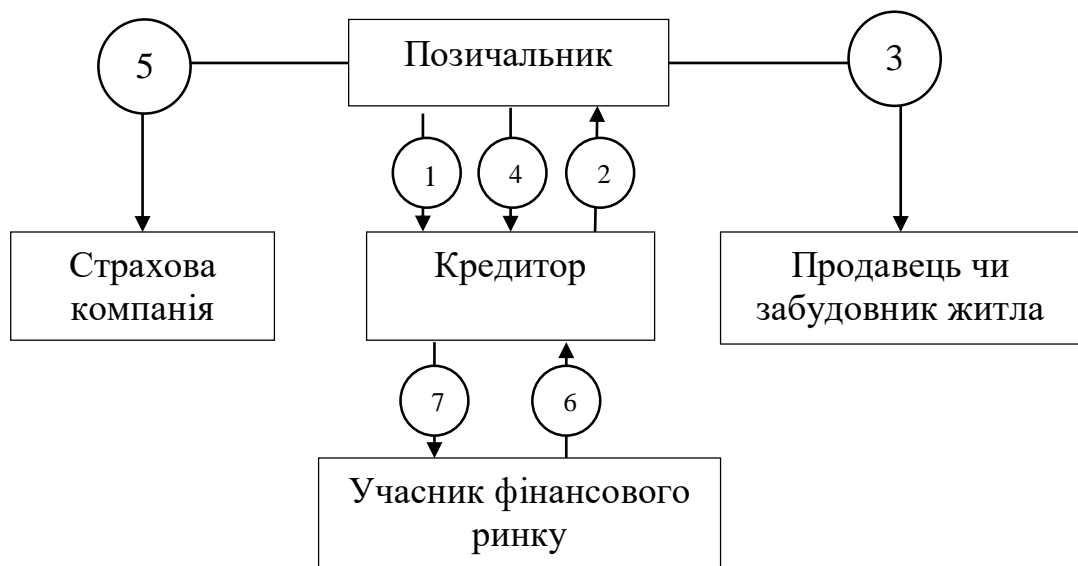 Позичальник
5
3
1
4
2
Страхова
компанія
Кредитор
Продавець чи
забудовник житла
7
6
Учасник фінансового
ринку